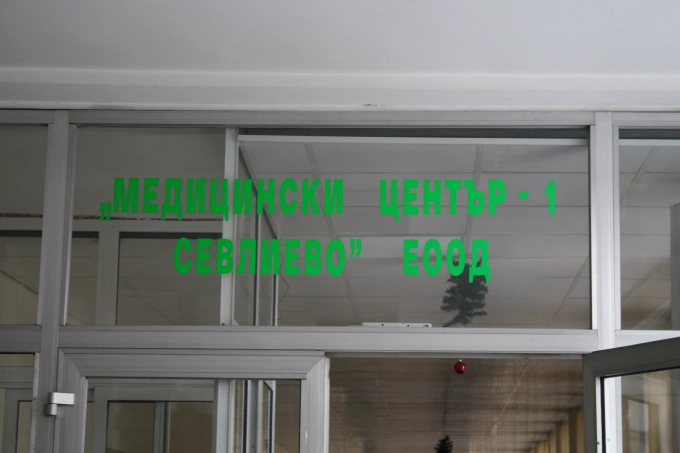 „МЕДИЦИНСКИ ЦЕНТЪР - 1
СЕВЛИЕВО” ЕООД